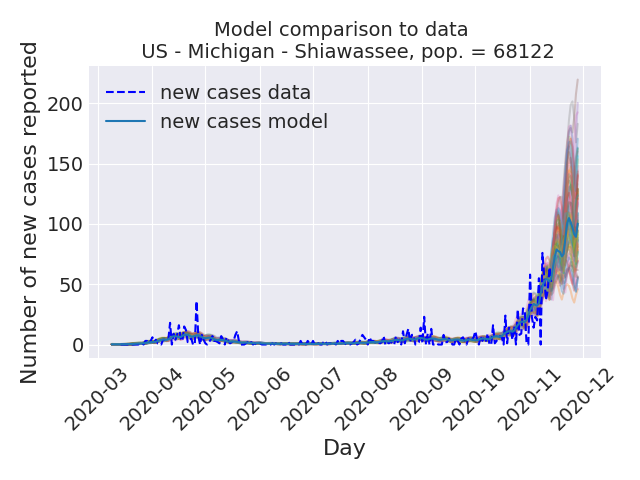 Model comparison to data
US - Michigan - Shiawassee, pop. = 68122
new cases data
new cases model
Number of new cases reported
200
150
100
50
0
2020-03
2020-04
2020-05
2020-06
2020-07
2020-08
2020-09
2020-10
2020-11
2020-12
Day